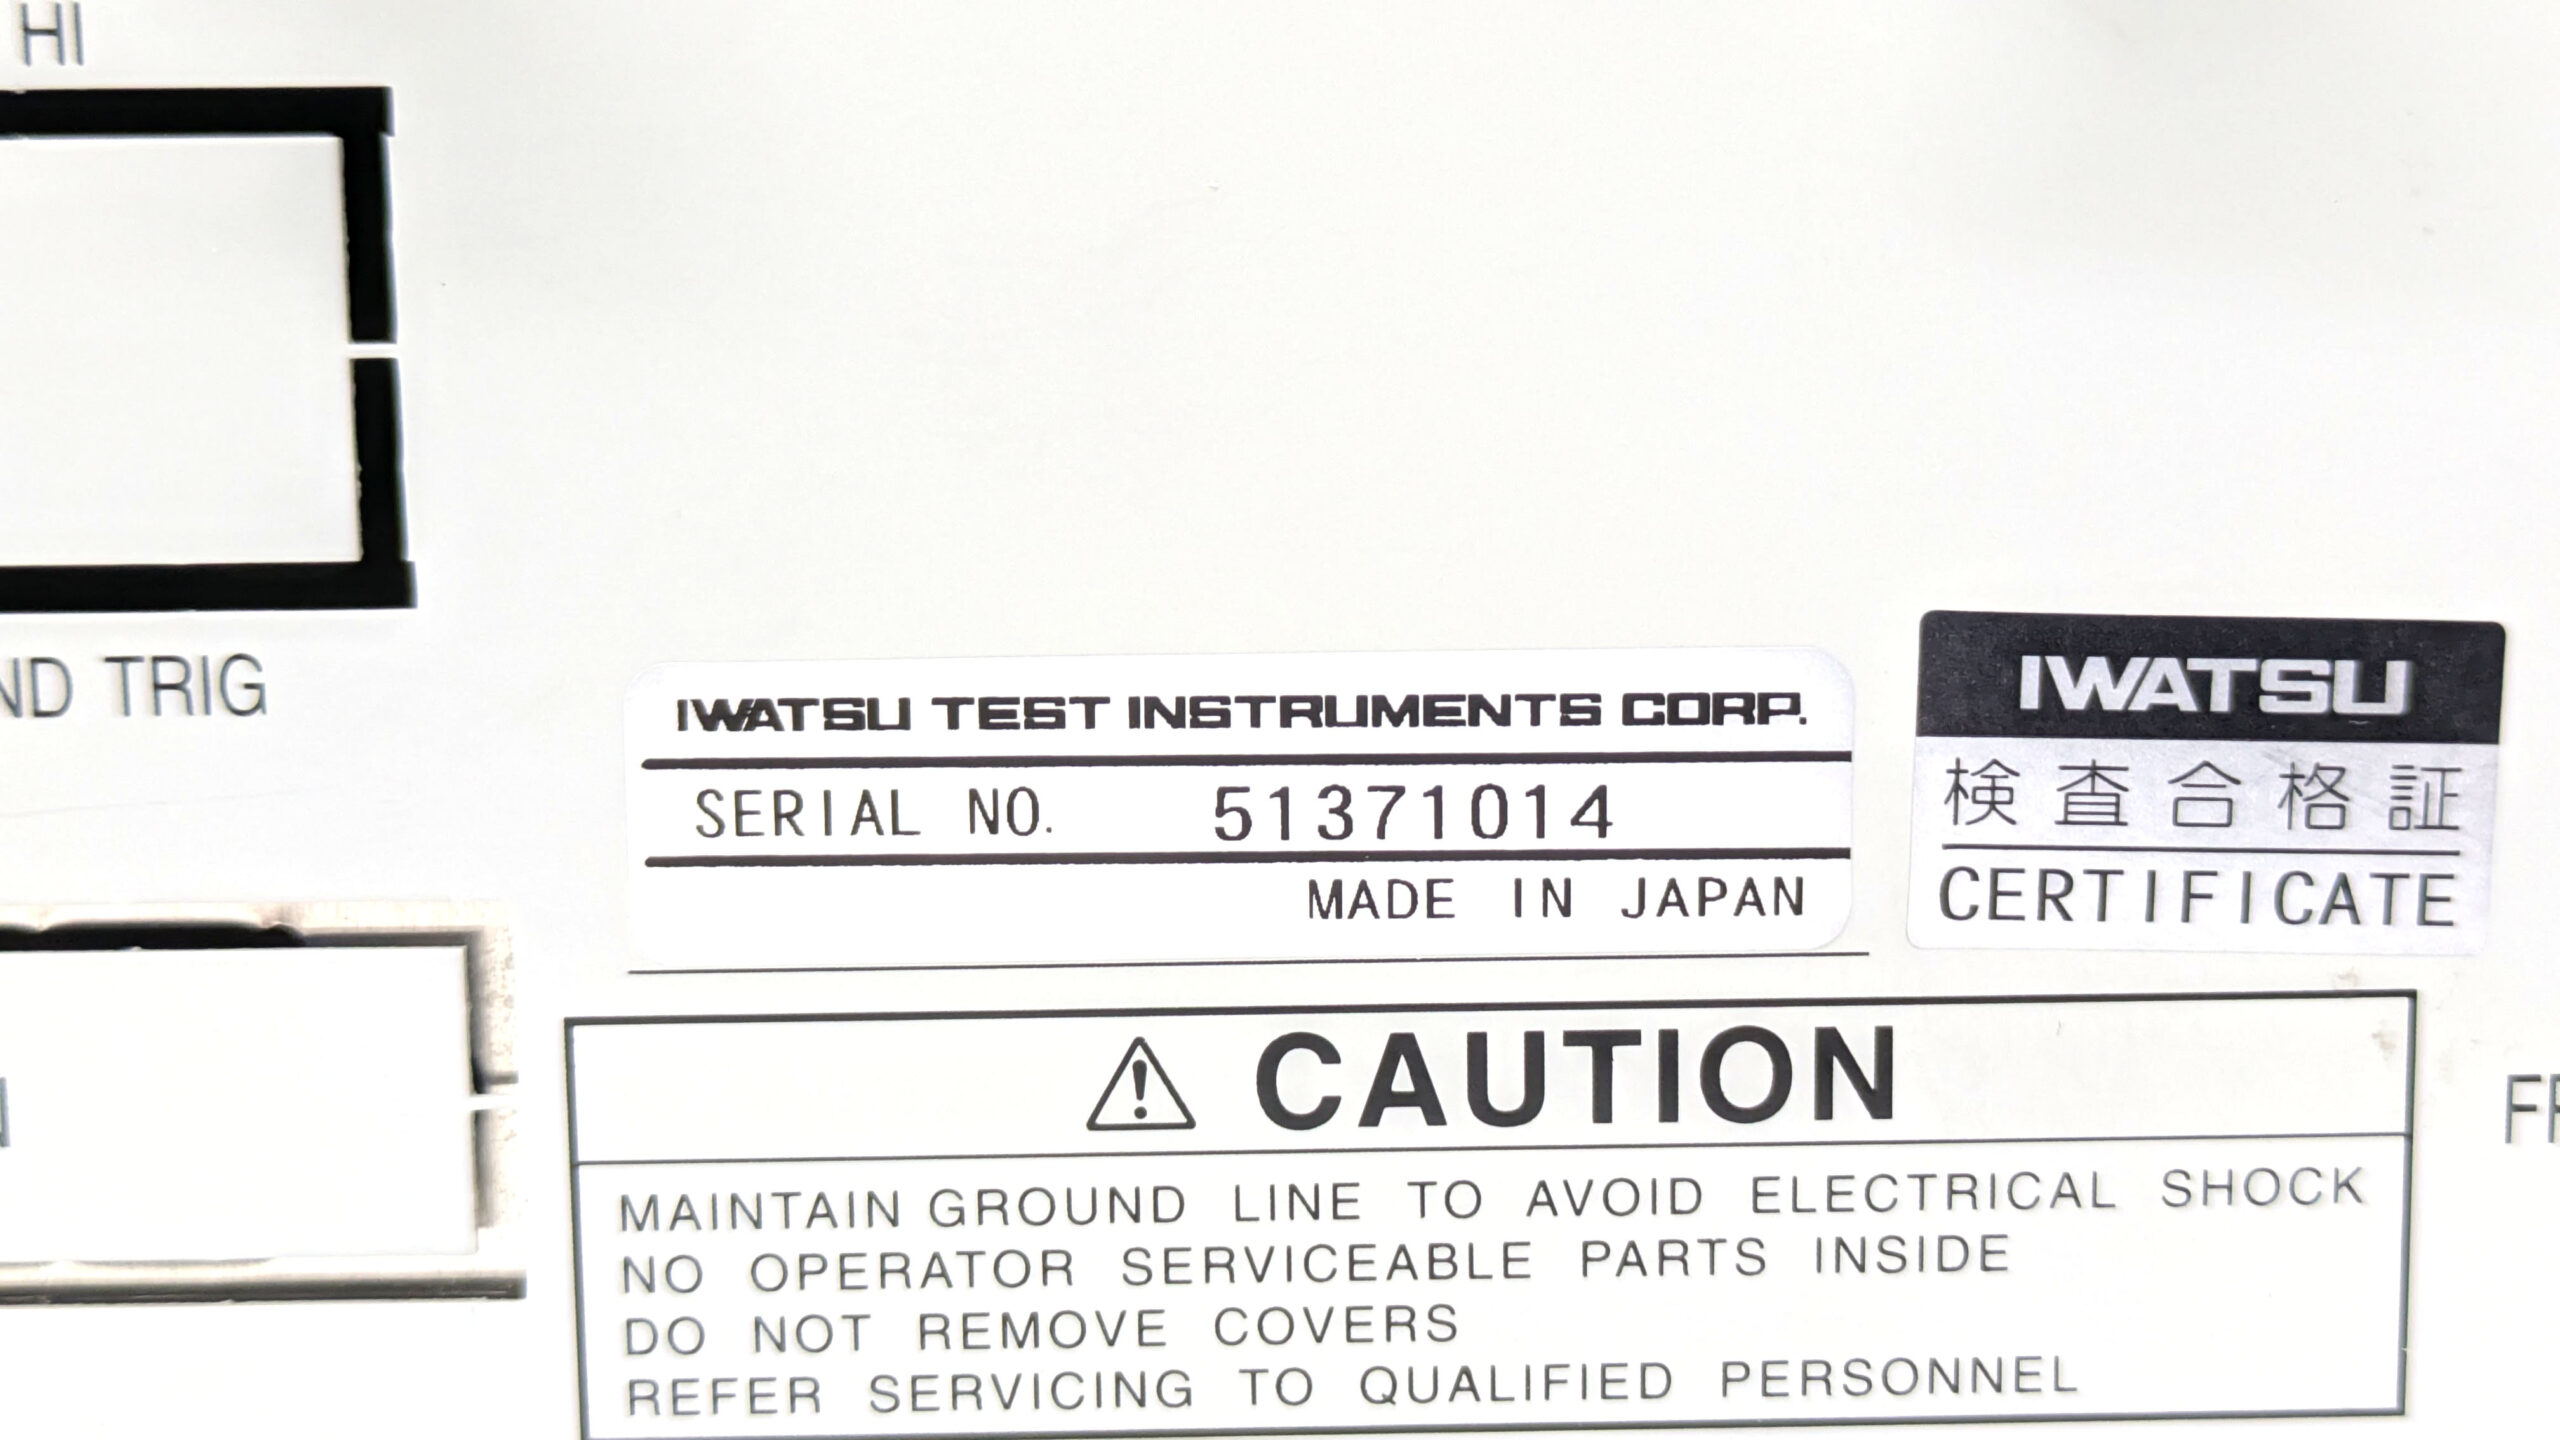 HI
ND TRIG
IWATSU TEST INSTRUMENTS CORP.
SERIAL NO. 51371014
MADE IN JAPAN
IWATSU
検査合格証
CERTIFICATE
CAUTION
MAINTAIN GROUND LINE TO AVOID ELECTRICAL SHOCK
NO OPERATOR SERVICEABLE PARTS INSIDE
DO NOT REMOVE COVERS
REFER SERVICING TO QUALIFIED PERSONNEL